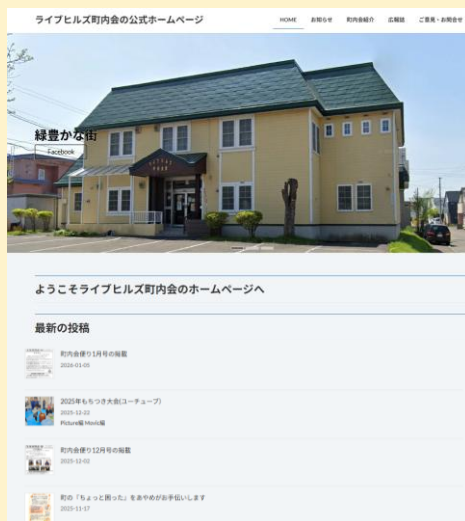 ライブヒルズ町内会の公式ホームページ
HOME お知らせ 町内会紹介 広報誌 ご意見・お問合せ
緑豊かな街
Facebook
ようこそライブヒルズ町内会のホームページへ
最新の投稿
町内会便り1月号の掲載
2026-01-05
2025年もちつき大会(ユーチューブ)
2025-12-22
Picture編 Movie編
町内会便り12月号の掲載
2025-12-02
町の「ちょっと困った」をあやめがお手伝いします
2025-11-17